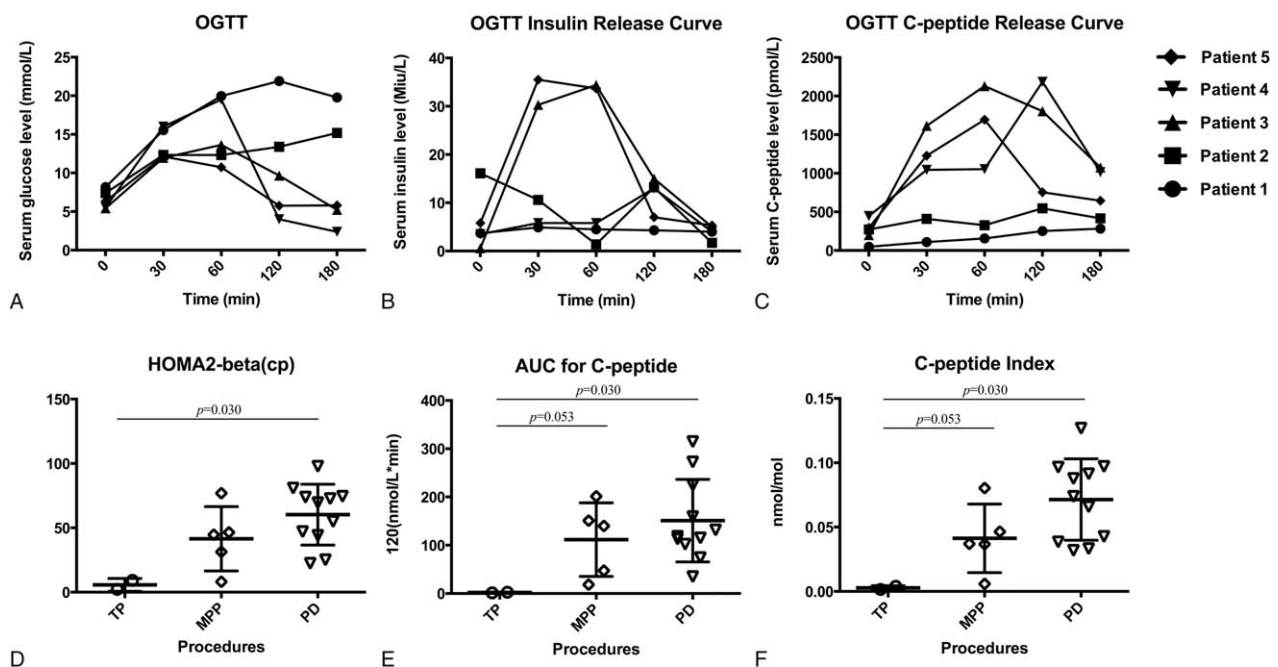 OGTT
OGTT Insulin Release Curve
OGTT C-peptide Release Curve
Serum glucose level (mmol/L)
25
20
15
10
5
0
0 30 60 120 180
Time (min)
A
Serum insulin level (Miu/L)
40
30
20
10
0
0 30 60 120 180
Time (min)
B
Serum C-peptide level (pmol/L)
2500
2000
1500
1000
500
0
0 30 60 120 180
Time (min)
C
Patient 5
Patient 4
Patient 3
Patient 2
Patient 1
HOMA2-beta(cp)
150
100
50
0
p=0.030
TP MPP PD
Procedures
D
AUC for C-peptide
120(nmol/L*min)
400
300
200
100
0
p=0.030
p=0.053
TP MPP PD
Procedures
E
C-peptide Index
nmol/mol
0.15
0.10
0.05
0.00
p=0.030
p=0.053
TP MPP PD
Procedures
F